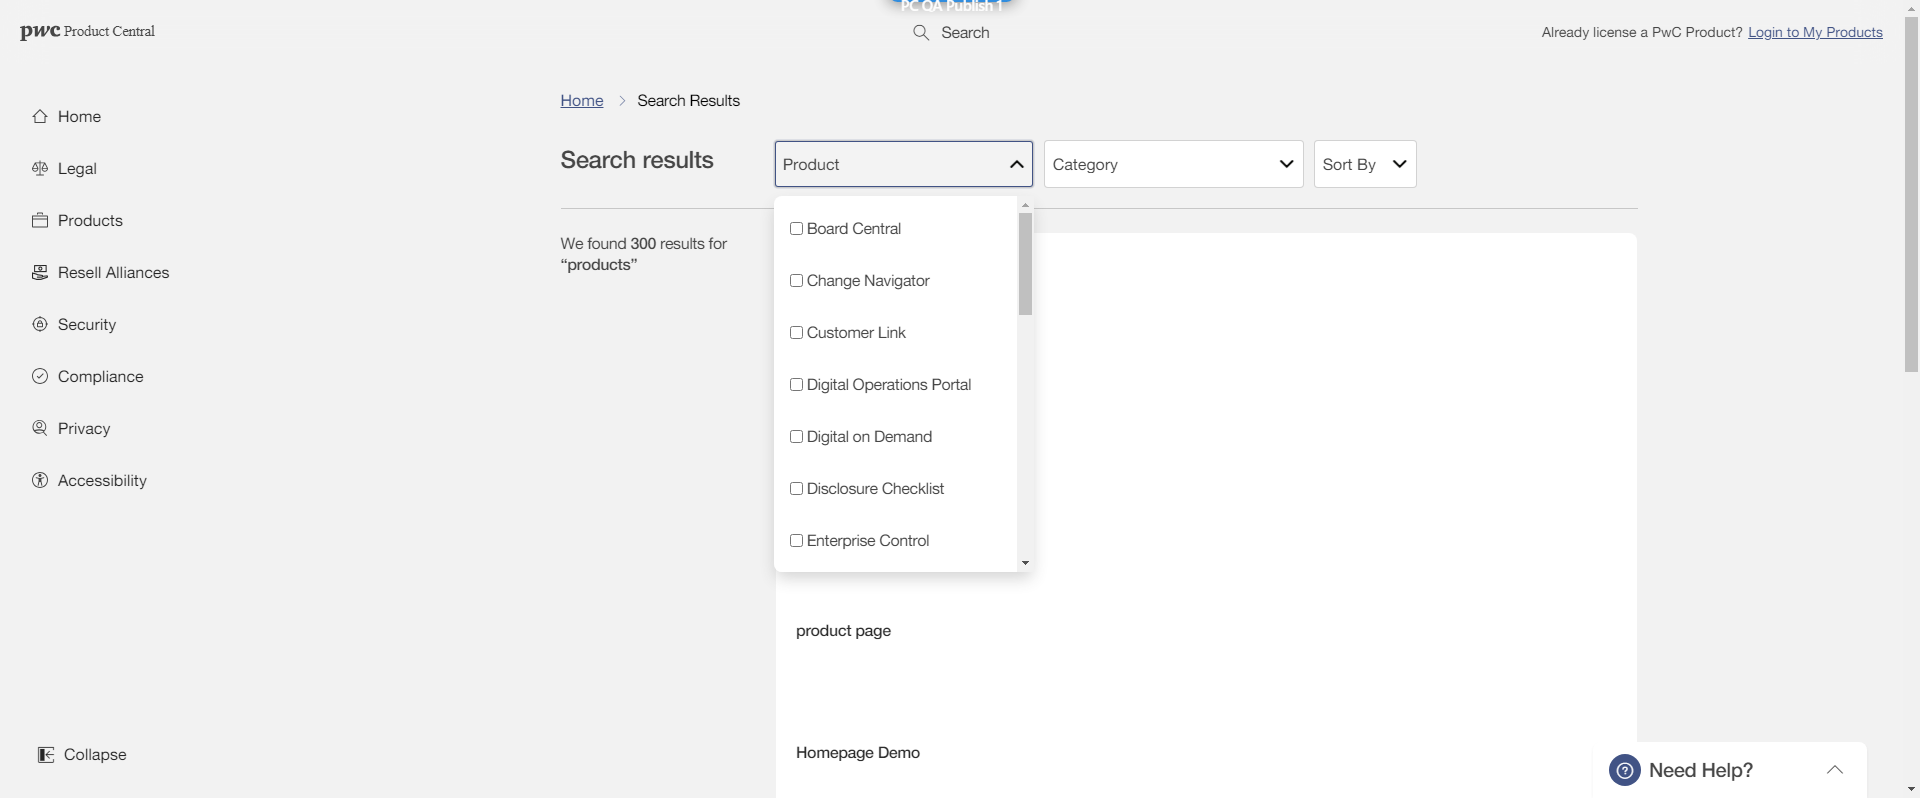 PC QA Publish 1
pwc Product Central
Search
Already license a PwC Product? Login to My Products
Home
Legal
Products
Resell Alliances
Security
Compliance
Privacy
Accessibility
Collapse
Home > Search Results
Search results
Product
Category
Sort By
We found 300 results for
“products”
Board Central
Change Navigator
Customer Link
Digital Operations Portal
Digital on Demand
Disclosure Checklist
Enterprise Control
product page
Homepage Demo
Need Help?